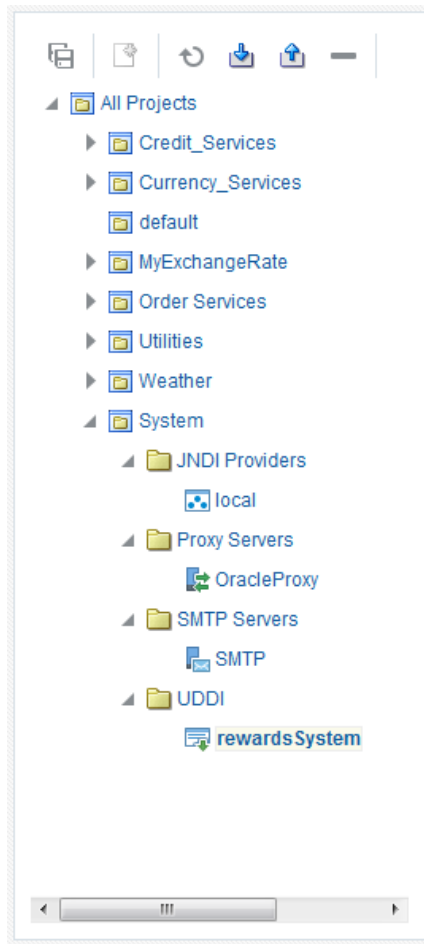 All Projects
Credit_Services
Currency_Services
default
MyExchangeRate
Order Services
Utilities
Weather
System
JNDI Providers
local
Proxy Servers
OracleProxy
SMTP Servers
SMTP
UDDI
rewardsSystem